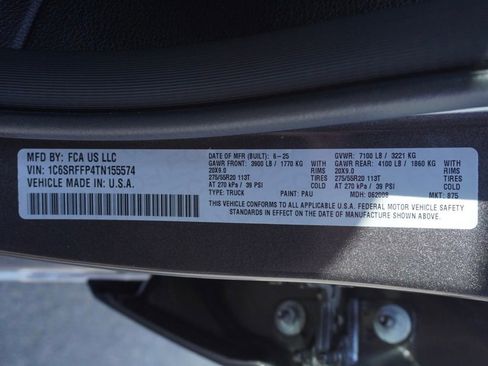 MFD BY: FCA US LLC
VIN: 1C6SRFFP4TN155574
VEHICLE MADE IN U.S.A.
DATE OF MFR (BUILT): 6-25
GAWR FRONT: 3900 LB / 1770 KG WITH
20X9.0 RIMS
275/55R20 113T TIRES
AT 270 kPa / 39 PSI
TYPE: TRUCK PAINT: PAU
GVWR: 7100 LB / 3221 KG
GAWR REAR: 4100 LB / 1860 KG WITH
20X9.0 RIMS
275/55R20 113T TIRES
AT 270 kPa / 39 PSI
MDH: 062009 MKT: 875
THIS VEHICLE CONFORMS TO ALL APPLICABLE U.S.A. FEDERAL MOTOR VEHICLE SAFETY
STANDARDS IN EFFECT ON THE DATE OF MANUFACTURE SHOWN ABOVE.